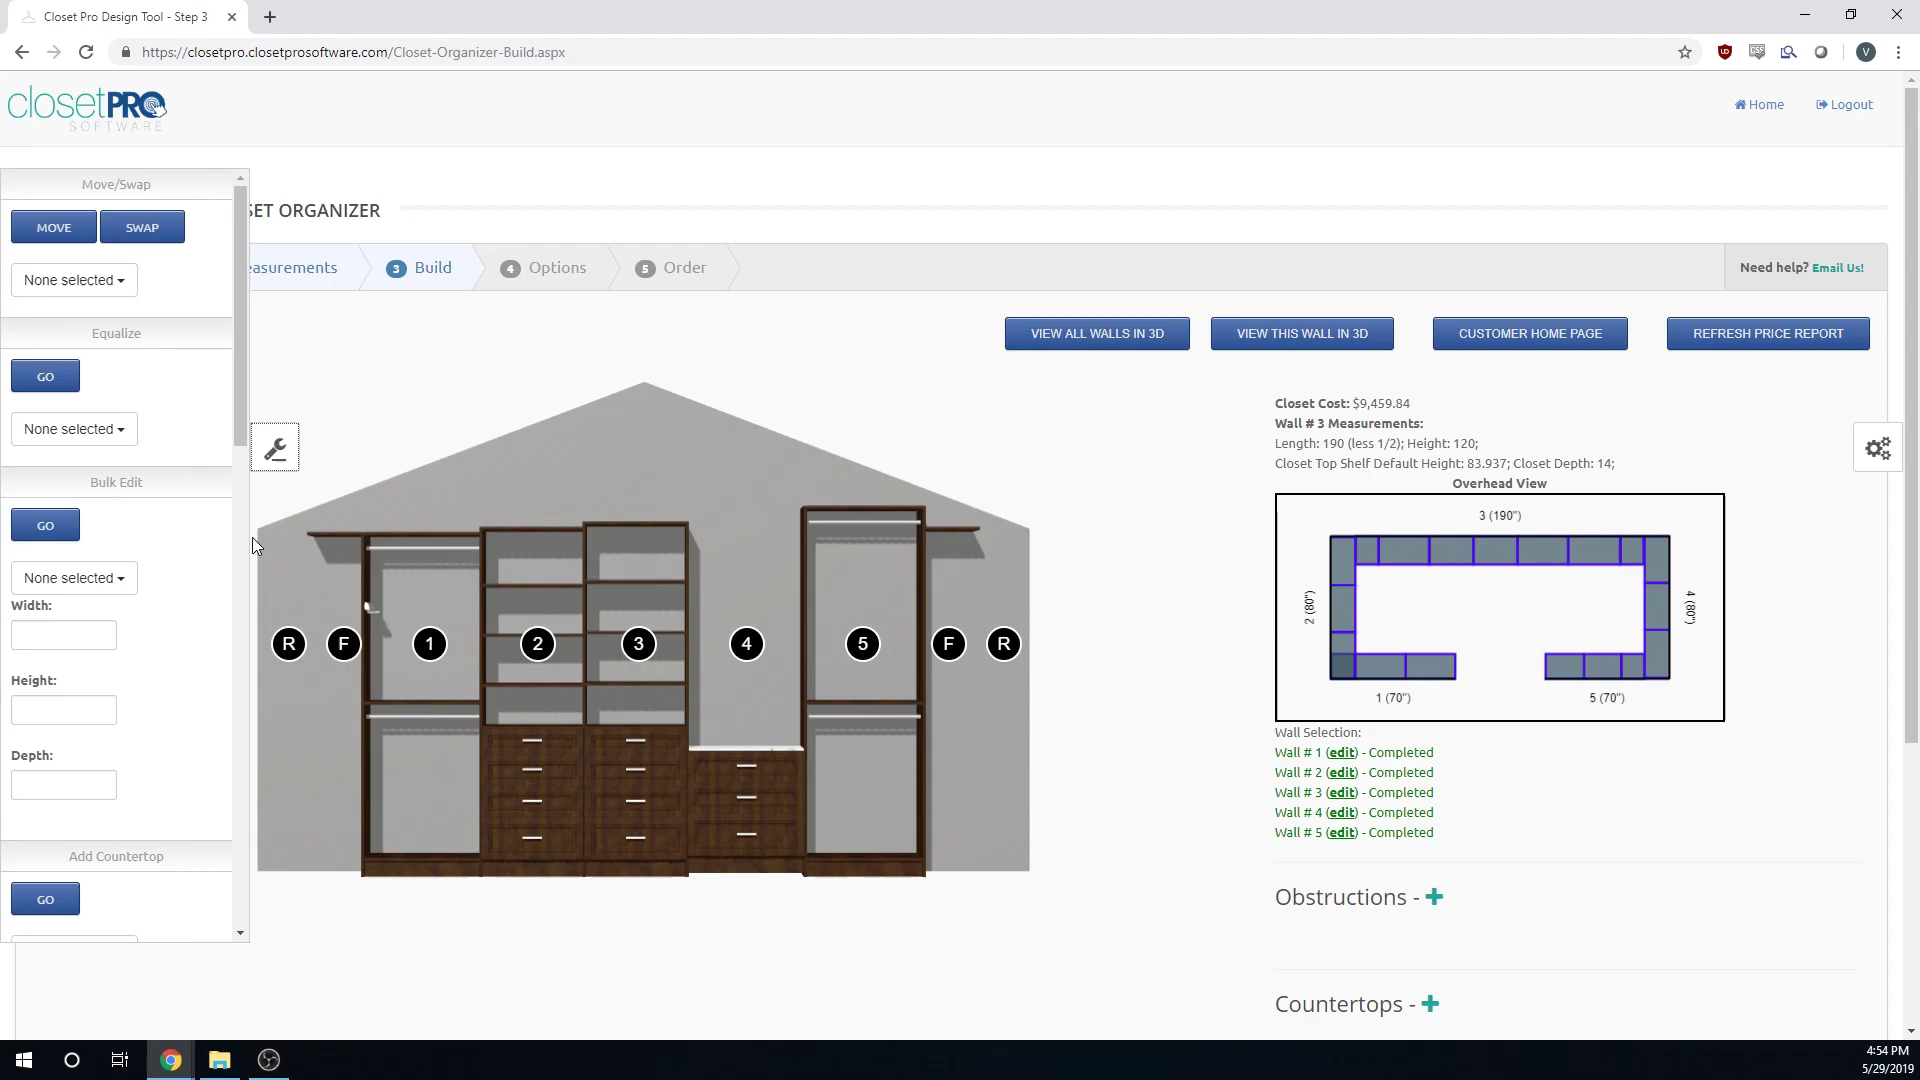 Closet Pro Design Tool - Step 3
https://closetpro.closetprosoftware.com/Closet-Organizer-Build.aspx
V
closetPRO
SOFTWARE
Home
Logout
Move/Swap
MOVE
SWAP
None selected
Equalize
GO
None selected
Bulk Edit
GO
None selected
Width:
Height:
Depth:
Add Countertop
GO
SET ORGANIZER
easurements
3 Build
4 Options
5 Order
Need help? Email Us!
VIEW ALL WALLS IN 3D
VIEW THIS WALL IN 3D
CUSTOMER HOME PAGE
REFRESH PRICE REPORT
R F 1 2 3 4 5 F R
Closet Cost: $9,459.84
Wall # 3 Measurements:
Length: 190 (less 1/2); Height: 120;
Closet Top Shelf Default Height: 83.937; Closet Depth: 14;
Overhead View
3 (190")
2 (80")
4 (80")
1 (70")
5 (70")
Wall Selection:
Wall # 1 (edit) - Completed
Wall # 2 (edit) - Completed
Wall # 3 (edit) - Completed
Wall # 4 (edit) - Completed
Wall # 5 (edit) - Completed
Obstructions - +
Countertops - +
4:54 PM
5/29/2019